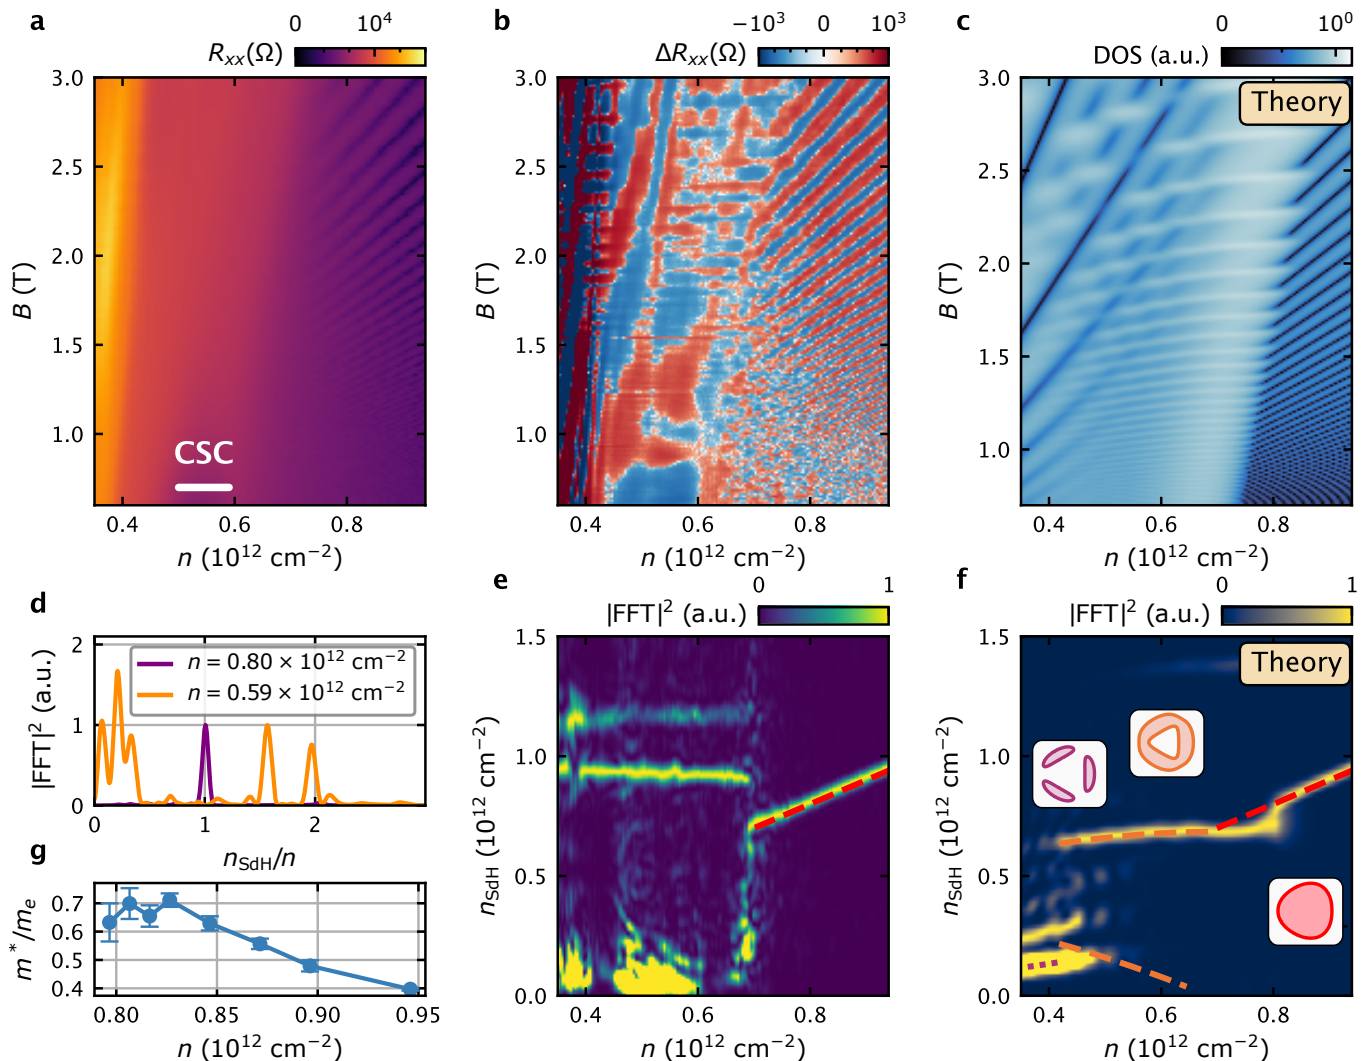 a
R_xx(Ω)
0 10^4
3.0
2.5
2.0
1.5
1.0
B (T)
CSC
0.4 0.6 0.8
n (10^12 cm^−2)
b
−10^3 0 10^3
ΔR_xx(Ω)
3.0
2.5
2.0
1.5
1.0
B (T)
0.4 0.6 0.8
n (10^12 cm^−2)
c
0 10^0
DOS (a.u.)
Theory
3.0
2.5
2.0
1.5
1.0
B (T)
0.4 0.6 0.8
n (10^12 cm^−2)
d
2
1
0
|FFT|^2 (a.u.)
n = 0.80 × 10^12 cm^−2
n = 0.59 × 10^12 cm^−2
0 1 2
n_SdH/n
e
0 1
|FFT|^2 (a.u.)
1.5
1.0
0.5
0.0
n_SdH (10^12 cm^−2)
0.4 0.6 0.8
n (10^12 cm^−2)
f
0 1
|FFT|^2 (a.u.)
Theory
1.5
1.0
0.5
0.0
n_SdH (10^12 cm^−2)
0.4 0.6 0.8
n (10^12 cm^−2)
g
0.7
0.6
0.5
0.4
m^*/m_e
0.80 0.85 0.90 0.95
n (10^12 cm^−2)